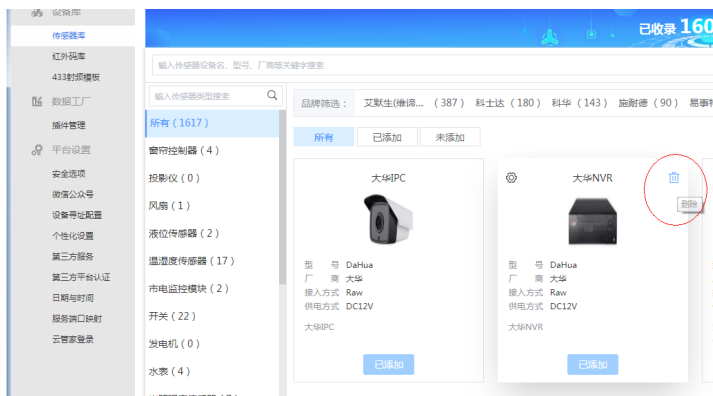 设备库
传感器库
红外码库
433射频模板
数据工厂
插件管理
平台设置
安全选项
微信公众号
设备寻址配置
个性化设置
第三方服务
第三方平台认证
日期与时间
服务端口映射
云管家登录
已收录 160
输入传感器设备名、型号、厂商等关键字搜索
输入传感器类型搜索
所有（1617）
窗帘控制器（4）
投影仪（0）
风扇（1）
液位传感器（2）
温湿度传感器（17）
市电监控模块（2）
开关（22）
发电机（0）
水表（4）
品牌筛选： 艾默生(维谛... （387） 科士达（180） 科华（143） 施耐德（90） 易事特
所有 已添加 未添加
大华IPC
型 号 DaHua
厂 商 大华
接入方式 Raw
供电方式 DC12V
大华IPC
已添加
大华NVR
删除
型 号 DaHua
厂 商 大华
接入方式 Raw
供电方式 DC12V
大华NVR
已添加